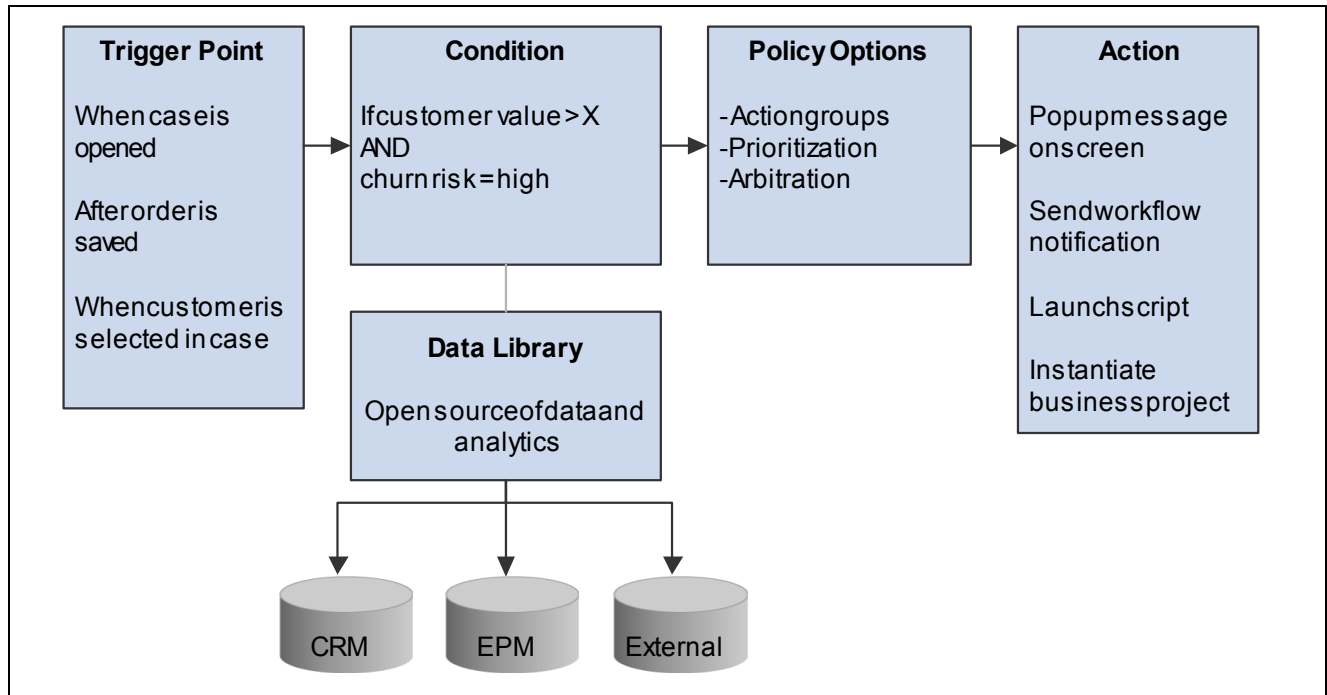 Trigger Point
When case is
opened
After order is
saved
When customer is
selected in case
Condition
If customer value > X
AND
churn risk = high
Policy Options
-Action groups
-Prioritization
-Arbitration
Action
Popup message
on screen
Send workflow
notification
Launch script
Instantiate
business project
Data Library
Open source of data and
analytics
CRM
EPM
External